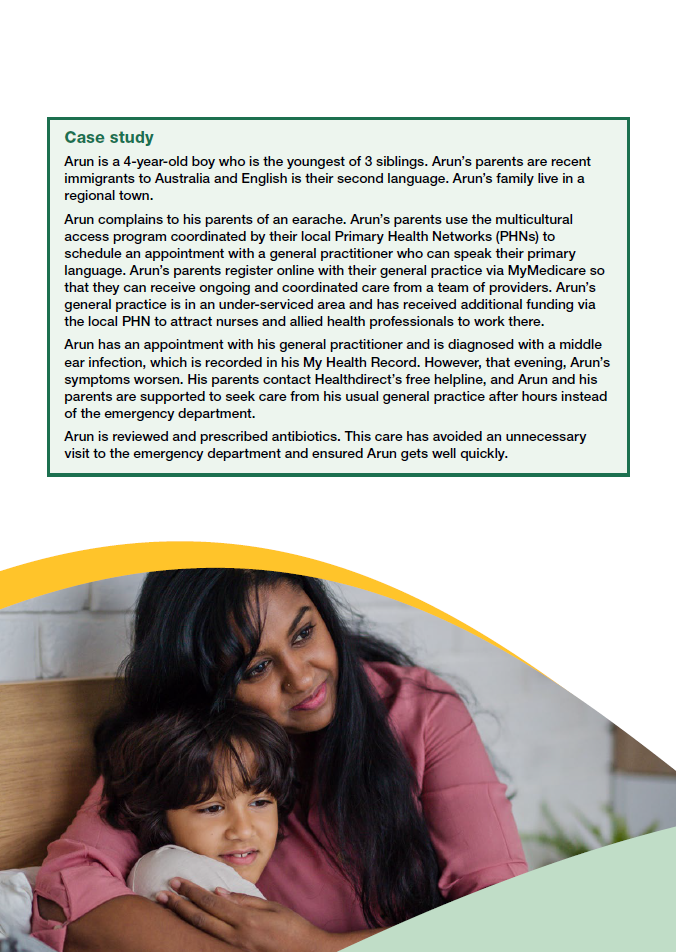 Case study
Arun is a 4-year-old boy who is the youngest of 3 siblings. Arun’s parents are recent
immigrants to Australia and English is their second language. Arun’s family live in a
regional town.
Arun complains to his parents of an earache. Arun’s parents use the multicultural
access program coordinated by their local Primary Health Networks (PHNs) to
schedule an appointment with a general practitioner who can speak their primary
language. Arun’s parents register online with their general practice via MyMedicare so
that they can receive ongoing and coordinated care from a team of providers. Arun’s
general practice is in an under-serviced area and has received additional funding via
the local PHN to attract nurses and allied health professionals to work there.
Arun has an appointment with his general practitioner and is diagnosed with a middle
ear infection, which is recorded in his My Health Record. However, that evening, Arun’s
symptoms worsen. His parents contact Healthdirect’s free helpline, and Arun and his
parents are supported to seek care from his usual general practice after hours instead
of the emergency department.
Arun is reviewed and prescribed antibiotics. This care has avoided an unnecessary
visit to the emergency department and ensured Arun gets well quickly.